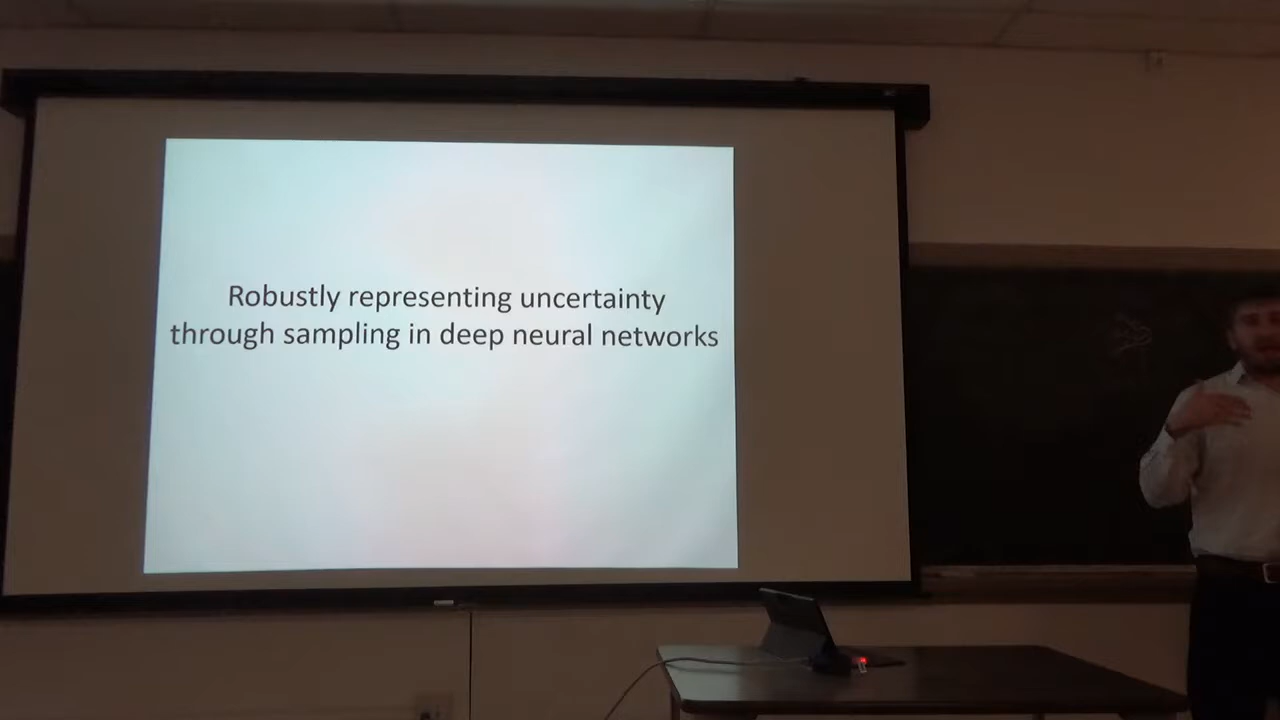 Robustly representing uncertainty
through sampling in deep neural networks